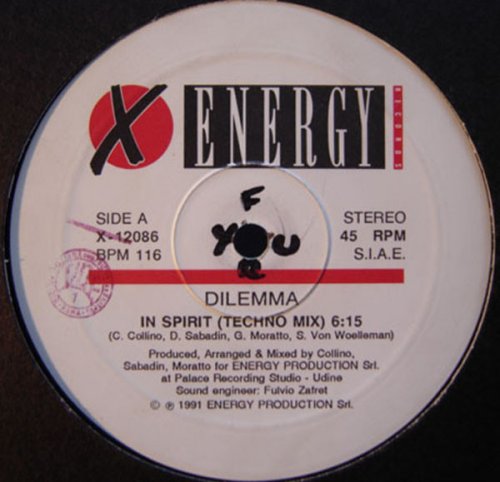 X ENERGY RECORDS
F
YOU
R
SIDE A
X-12086
BPM 116
STEREO
45 RPM
S.I.A.E.
DILEMMA
IN SPIRIT (TECHNO MIX) 6:15
(C. Collino, D. Sabadin, G. Moratto, S. Von Woelleman)
Produced, Arranged & Mixed by Collino,
Sabadin, Moratto for ENERGY PRODUCTION Srl.
at Palace Recording Studio - Udine
Sound engineer: Fulvio Zafret
© ℗ 1991 ENERGY PRODUCTION Srl.